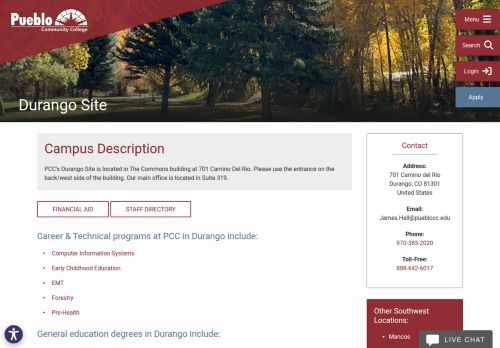 Pueblo
Community College
Menu
Search
Login
Apply
Durango Site
Campus Description
PCC's Durango Site is located in The Commons building at 701 Camino Del Rio. Please use the entrance on the
back/west side of the building. Our main office is located in Suite 319.
FINANCIAL AID
STAFF DIRECTORY
Career & Technical programs at PCC in Durango include:
Computer Information Systems
Early Childhood Education
EMT
Forestry
Pre-Health
General education degrees in Durango include:
Contact
Address:
701 Camino del Rio
Durango, CO 81301
United States
Email:
James.Hall@pueblocc.edu
Phone:
970-385-2020
Toll-Free:
888-642-6017
Other Southwest
Locations:
Mancos
LIVE CHAT